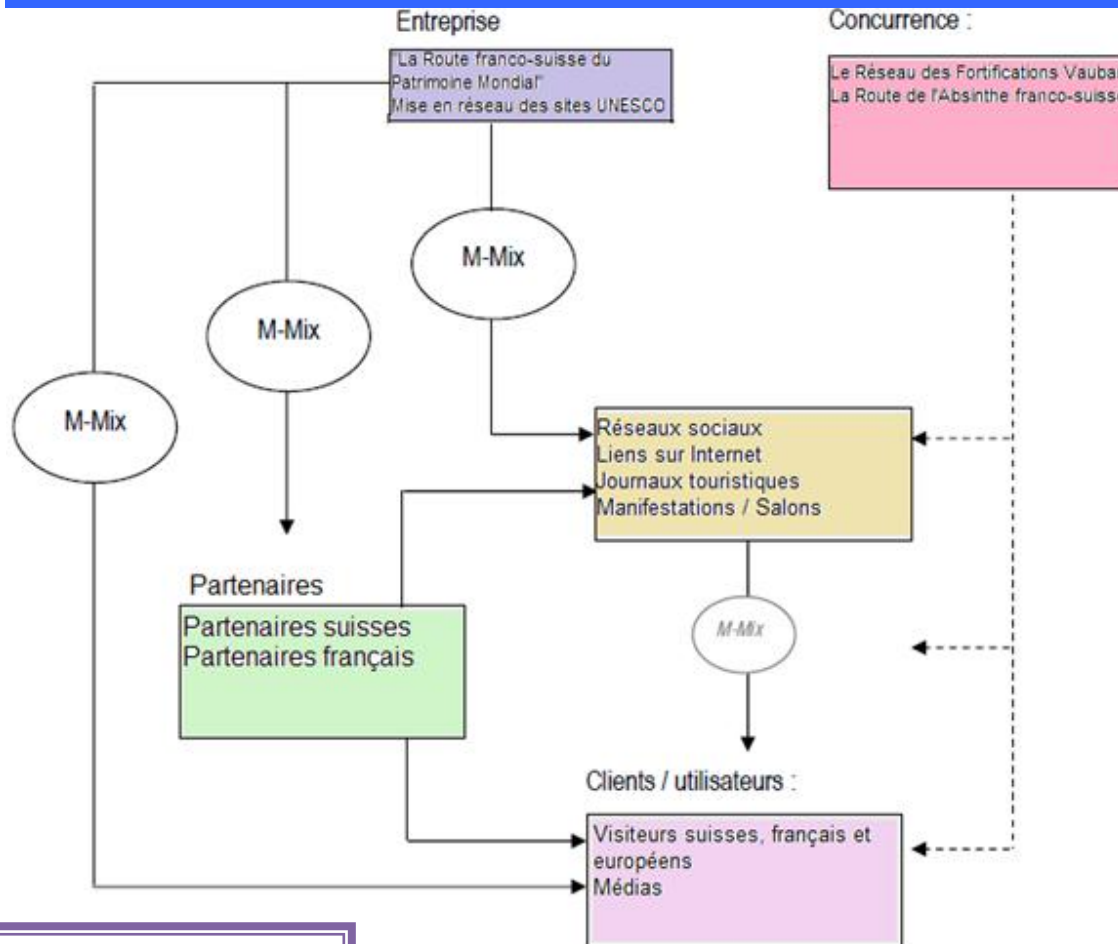 Entreprise
Concurrence :
"La Route franco-suisse du
Patrimoine Mondial"
Mise en réseau des sites UNESCO
Le Réseau des Fortifications Vauba
La Route de l'Absinthe franco-suiss
M-Mix
M-Mix
M-Mix
Réseaux sociaux
Liens sur Internet
Journaux touristiques
Manifestations / Salons
Partenaires
Partenaires suisses
Partenaires français
M-Mix
Clients / utilisateurs :
Visiteurs suisses, français et
européens
Médias